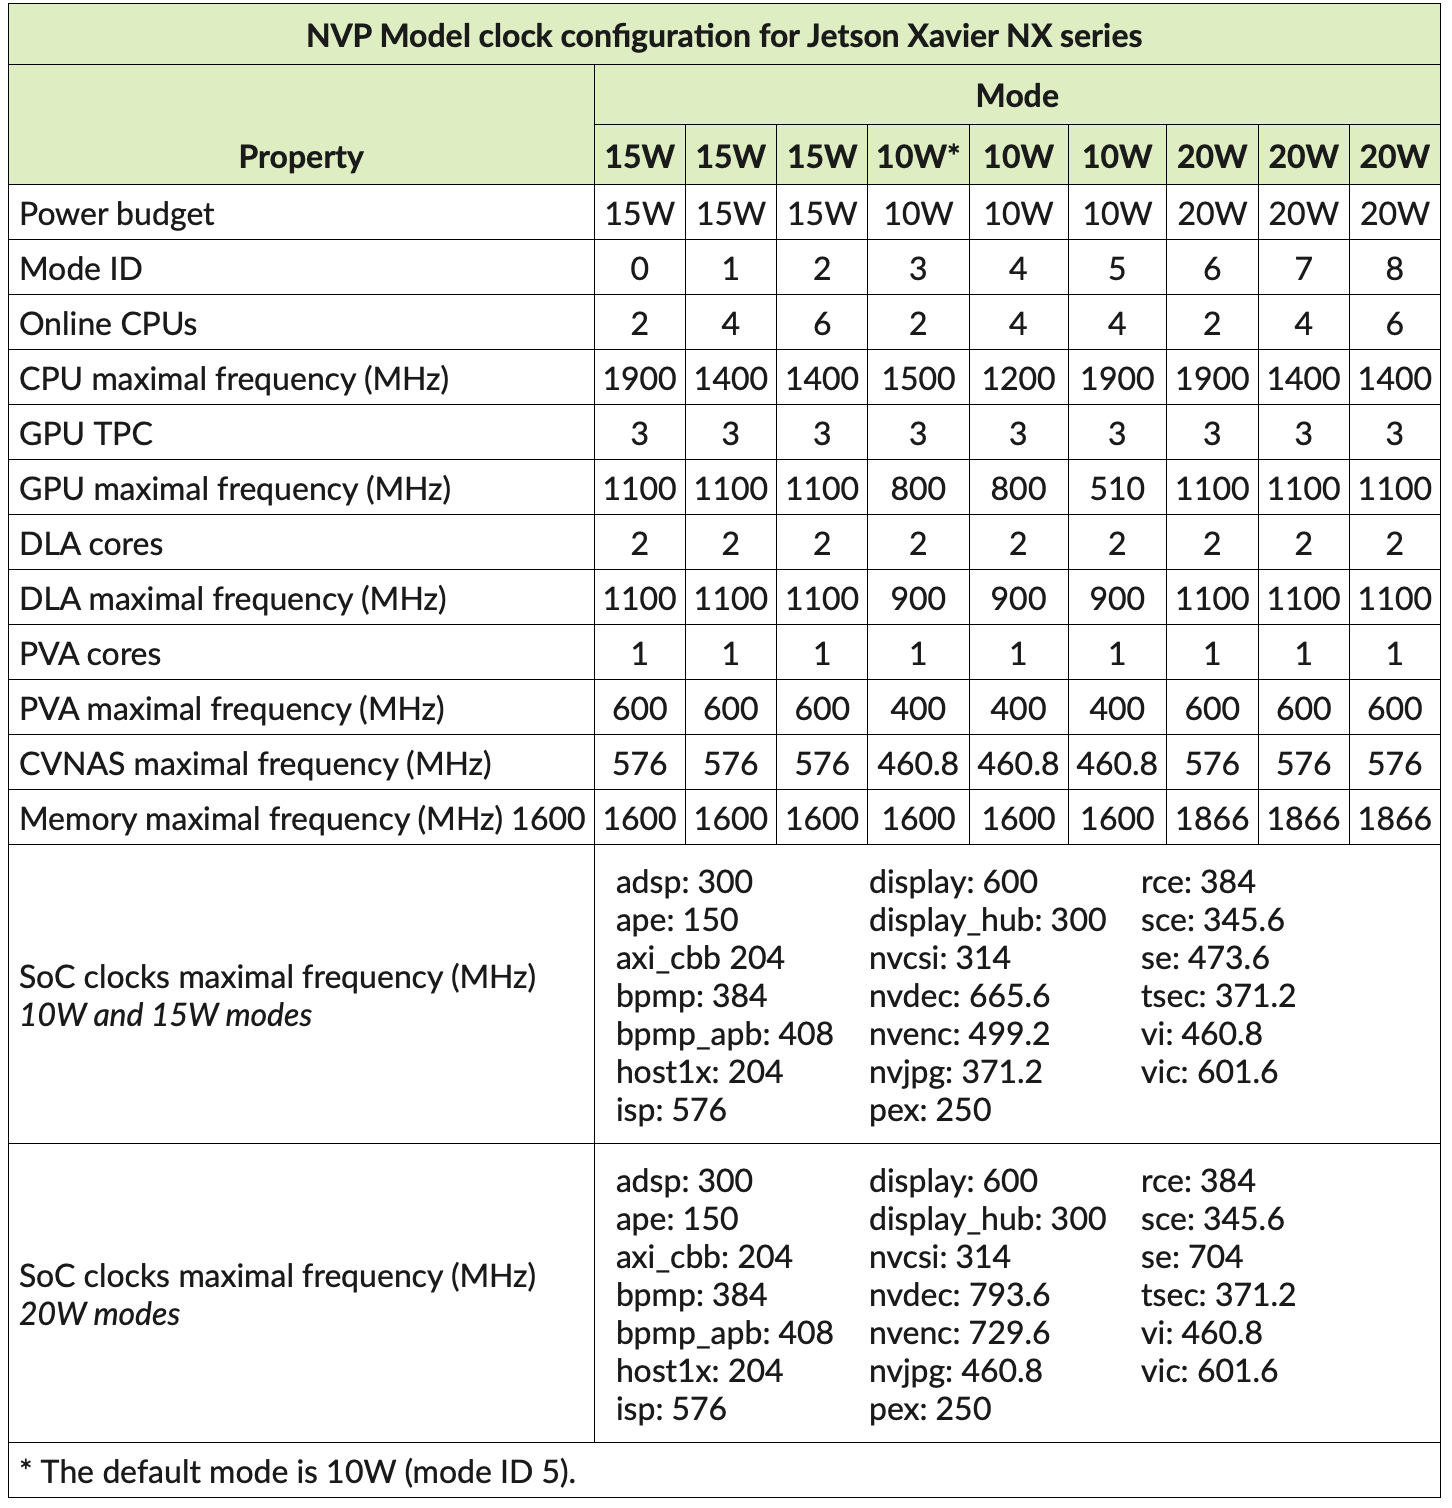 NVP Model clock configuration for Jetson Xavier NX series
Mode
Property 15W 15W 15W 10W* 10W 10W 20W 20W 20W
Power budget 15W 15W 15W 10W 10W 10W 20W 20W 20W
Mode ID 0 1 2 3 4 5 6 7 8
Online CPUs 2 4 6 2 4 4 2 4 6
CPU maximal frequency (MHz) 1900 1400 1400 1500 1200 1900 1900 1400 1400
GPU TPC 3 3 3 3 3 3 3 3 3
GPU maximal frequency (MHz) 1100 1100 1100 800 800 510 1100 1100 1100
DLA cores 2 2 2 2 2 2 2 2 2
DLA maximal frequency (MHz) 1100 1100 1100 900 900 900 1100 1100 1100
PVA cores 1 1 1 1 1 1 1 1 1
PVA maximal frequency (MHz) 600 600 600 400 400 400 600 600 600
CVNAS maximal frequency (MHz) 576 576 576 460.8 460.8 460.8 576 576 576
Memory maximal frequency (MHz) 1600 1600 1600 1600 1600 1600 1600 1866 1866 1866
SoC clocks maximal frequency (MHz)
10W and 15W modes
adsp: 300 display: 600 rce: 384
ape: 150 display_hub: 300 sce: 345.6
axi_cbb 204 nvcsi: 314 se: 473.6
bpmp: 384 nvdec: 665.6 tsec: 371.2
bpmp_apb: 408 nvenc: 499.2 vi: 460.8
host1x: 204 nvjpg: 371.2 vic: 601.6
isp: 576 pex: 250
SoC clocks maximal frequency (MHz)
20W modes
adsp: 300 display: 600 rce: 384
ape: 150 display_hub: 300 sce: 345.6
axi_cbb: 204 nvcsi: 314 se: 704
bpmp: 384 nvdec: 793.6 tsec: 371.2
bpmp_apb: 408 nvenc: 729.6 vi: 460.8
host1x: 204 nvjpg: 460.8 vic: 601.6
isp: 576 pex: 250
* The default mode is 10W (mode ID 5).